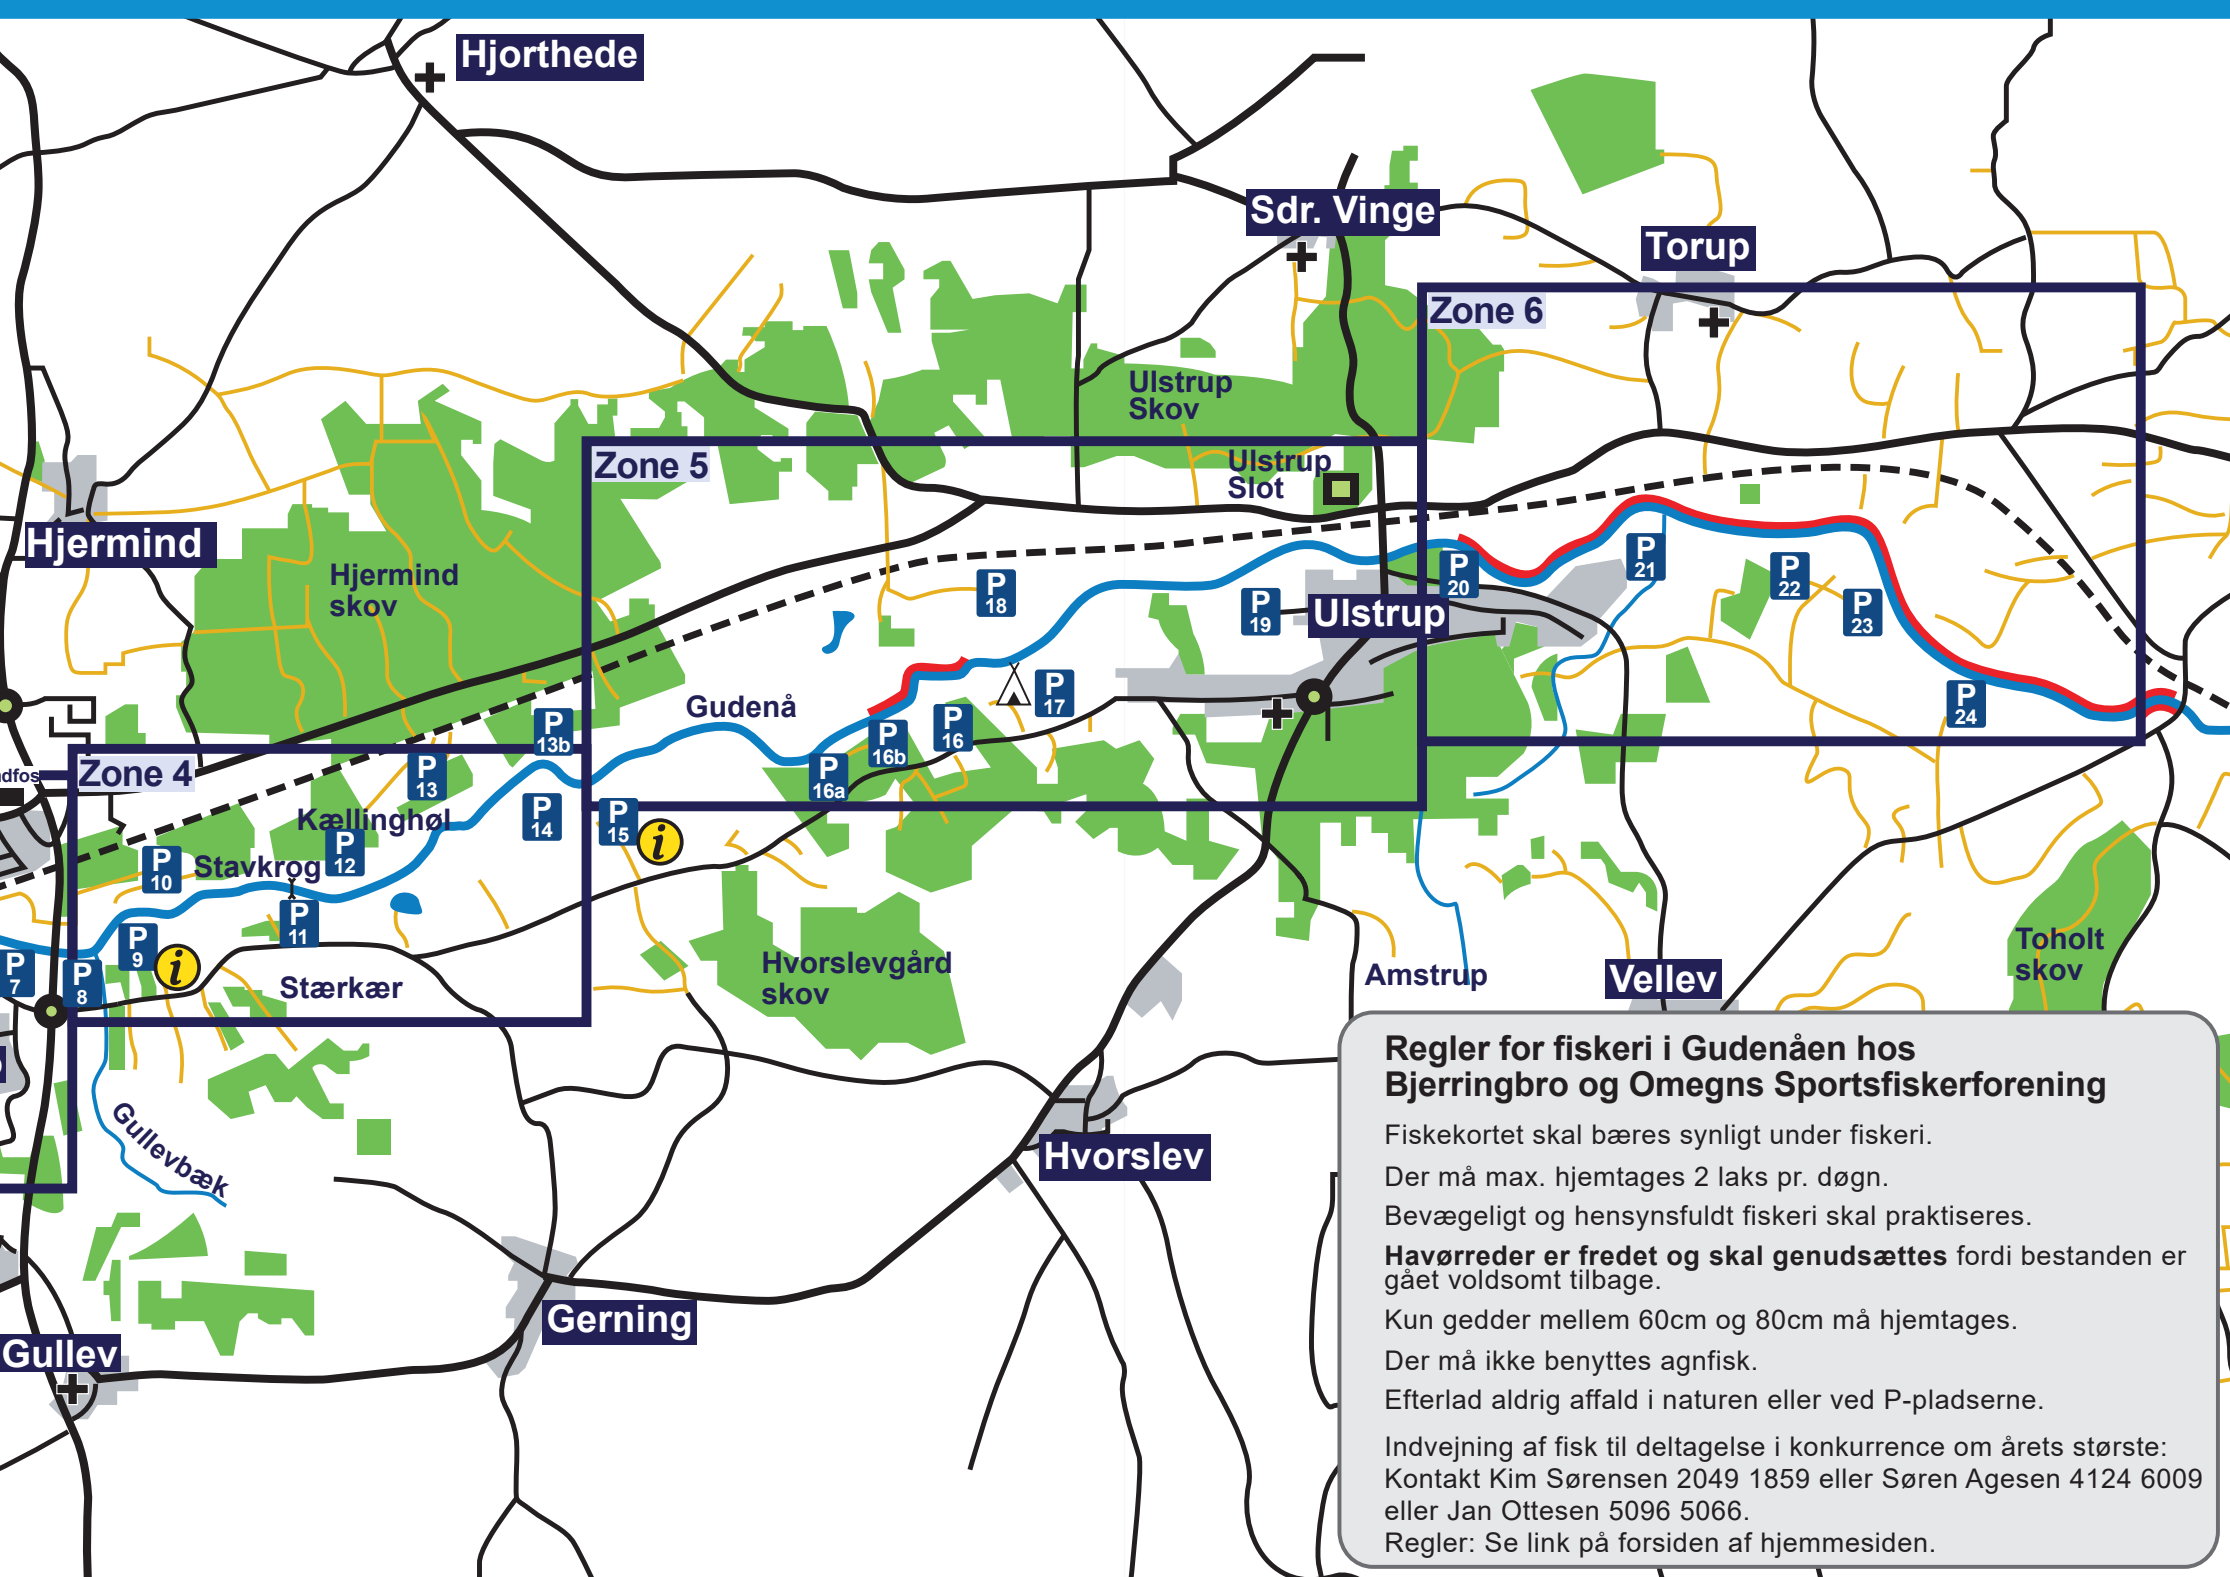 Hjorthede
Sdr. Vinge
Torup
Zone 6
Ulstrup
Skov
Zone 5
Ulstrup
Slot
Hjermind
Hjermind
skov
P
18
P
19
Ulstrup
P
20
P
21
P
22
P
23
P
24
Gudenå
P
17
P
16
P
16b
P
16a
P
13b
Zone 4
P
13
Kællinghøl
P
14
P
15
i
P
12
Stavkrog
P
10
P
11
P
9
i
P
8
P
7
Stærkær
Hvorslevgård
skov
Amstrup
Vellev
Toholt
skov
Gullevbæk
Hvorslev
Gerning
Gullev
Regler for fiskeri i Gudenåen hos
Bjerringbro og Omegns Sportsfiskerforening
Fiskekortet skal bæres synligt under fiskeri.
Der må max. hjemtages 2 laks pr. døgn.
Bevægeligt og hensynsfuldt fiskeri skal praktiseres.
Havørreder er fredet og skal genudsættes fordi bestanden er
gået voldsomt tilbage.
Kun gedder mellem 60cm og 80cm må hjemtages.
Der må ikke benyttes agnfisk.
Efterlad aldrig affald i naturen eller ved P-pladserne.
Indvejning af fisk til deltagelse i konkurrence om årets største:
Kontakt Kim Sørensen 2049 1859 eller Søren Agesen 4124 6009
eller Jan Ottesen 5096 5066.
Regler: Se link på forsiden af hjemmesiden.